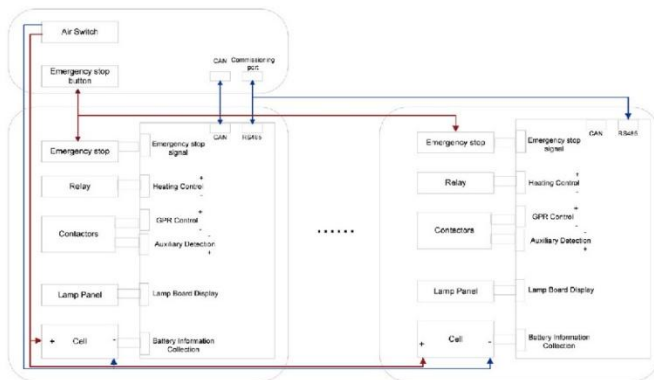 Air Switch
Emergency stop
button
CAN
Commissioning
port
CAN
RS485
Emergency stop
Emergency stop
signal
Relay
Heating Control
+
-
Contactors
GPR Control
+
-
Auxiliary Detection
-
+
Lamp Panel
Lamp Board Display
+
Cell
-
Battery Information
Collection
......
CAN
RS485
Emergency stop
Emergency stop
signal
Relay
Heating Control
+
-
Contactors
GPR Control
+
-
Auxiliary Detection
-
+
Lamp Panel
Lamp Board Display
+
Cell
-
Battery Information
Collection